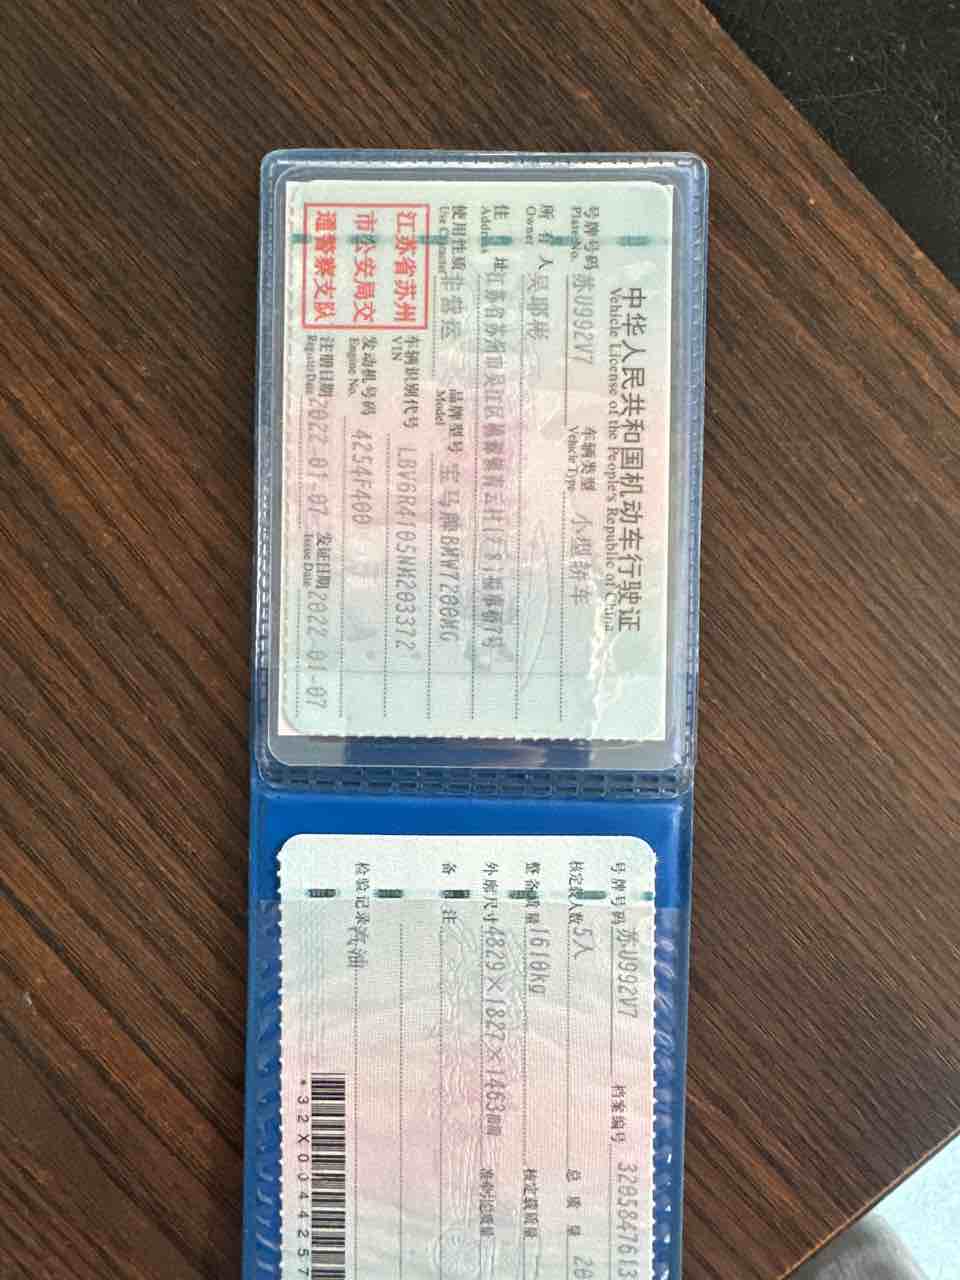 中华人民共和国机动车行驶证
Vehicle License of the People's Republic of China
号牌号码 苏U992V7 车辆类型 小型轿车
Plate No. Vehicle Type
所有人 吴耶彬
Owner
住址 江苏省苏州市吴江区
Address
使用性质 非营运 品牌型号 宝马牌BMW7200MG
Use Character Model
江苏省苏州
市公安局交
通警察支队
车辆识别代号 LBV6R4105NM203372
VIN
发动机号码 4254F400
Engine No.
注册日期 2022-01-07 发证日期 2022-01-07
Register Date Issue Date
号牌号码 苏U992V7 档案编号 3205847613
核定载人数 5人 总质量 20
整备质量 1610kg 核定载质量
外廓尺寸 4829×1827×1463mm 准牵引总质量
备注
检验记录 汽油
*32X0044257